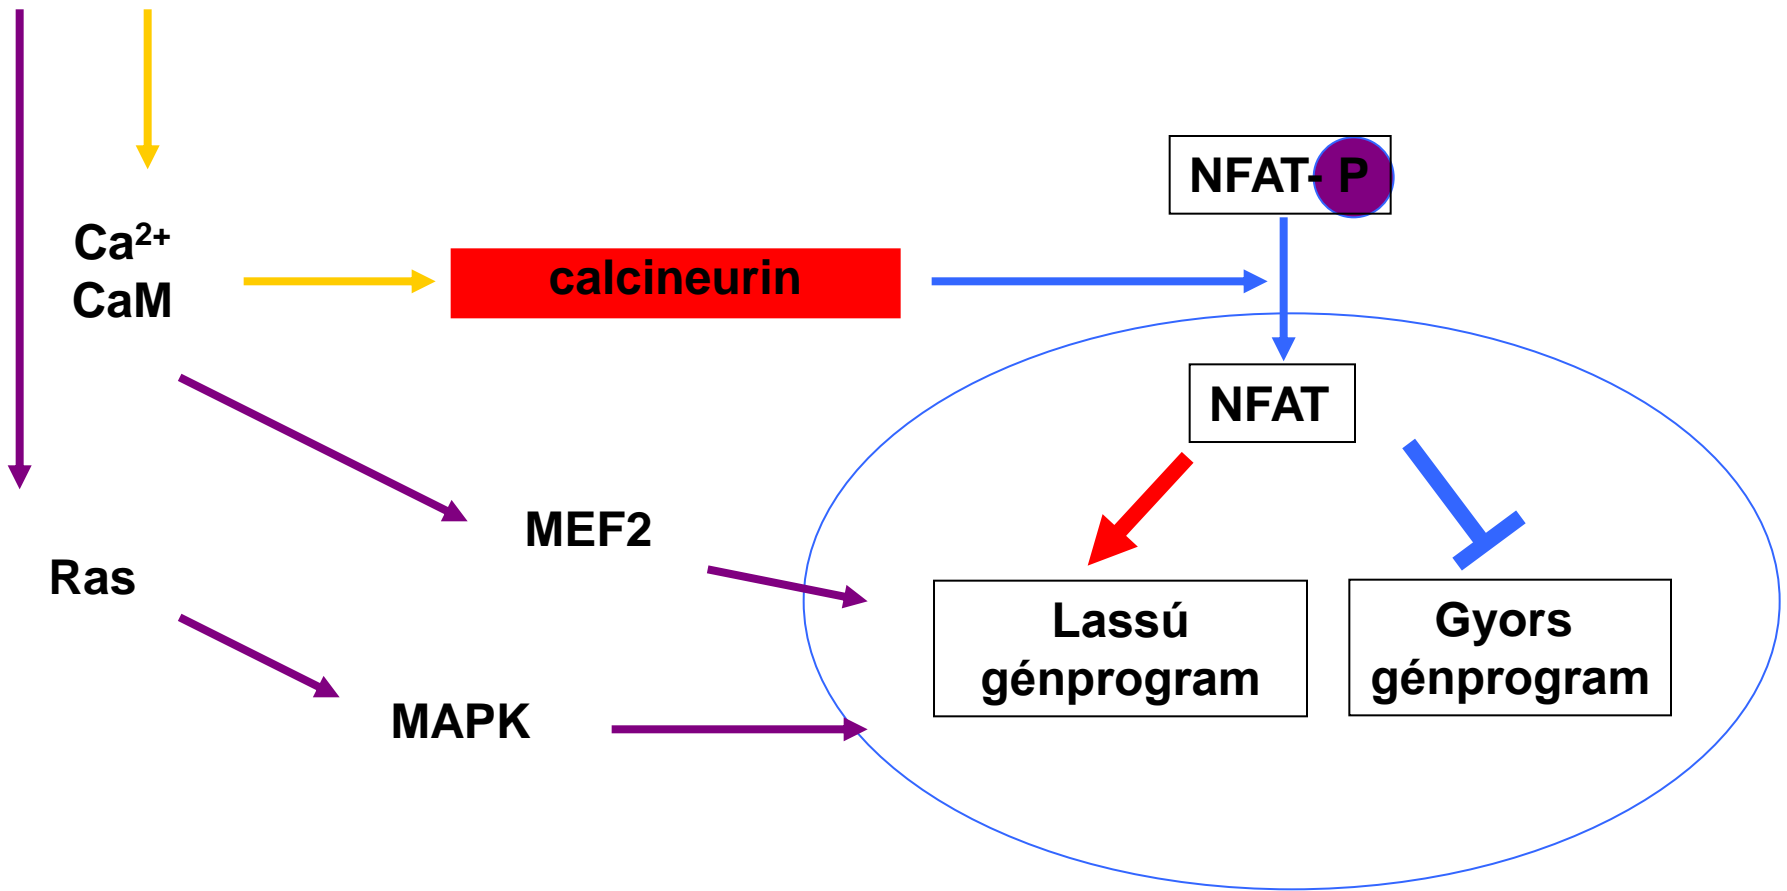 NFAT- P
Ca²⁺
CaM
calcineurin
NFAT
MEF2
Ras
MAPK
Lassú
génprogram
Gyors
génprogram